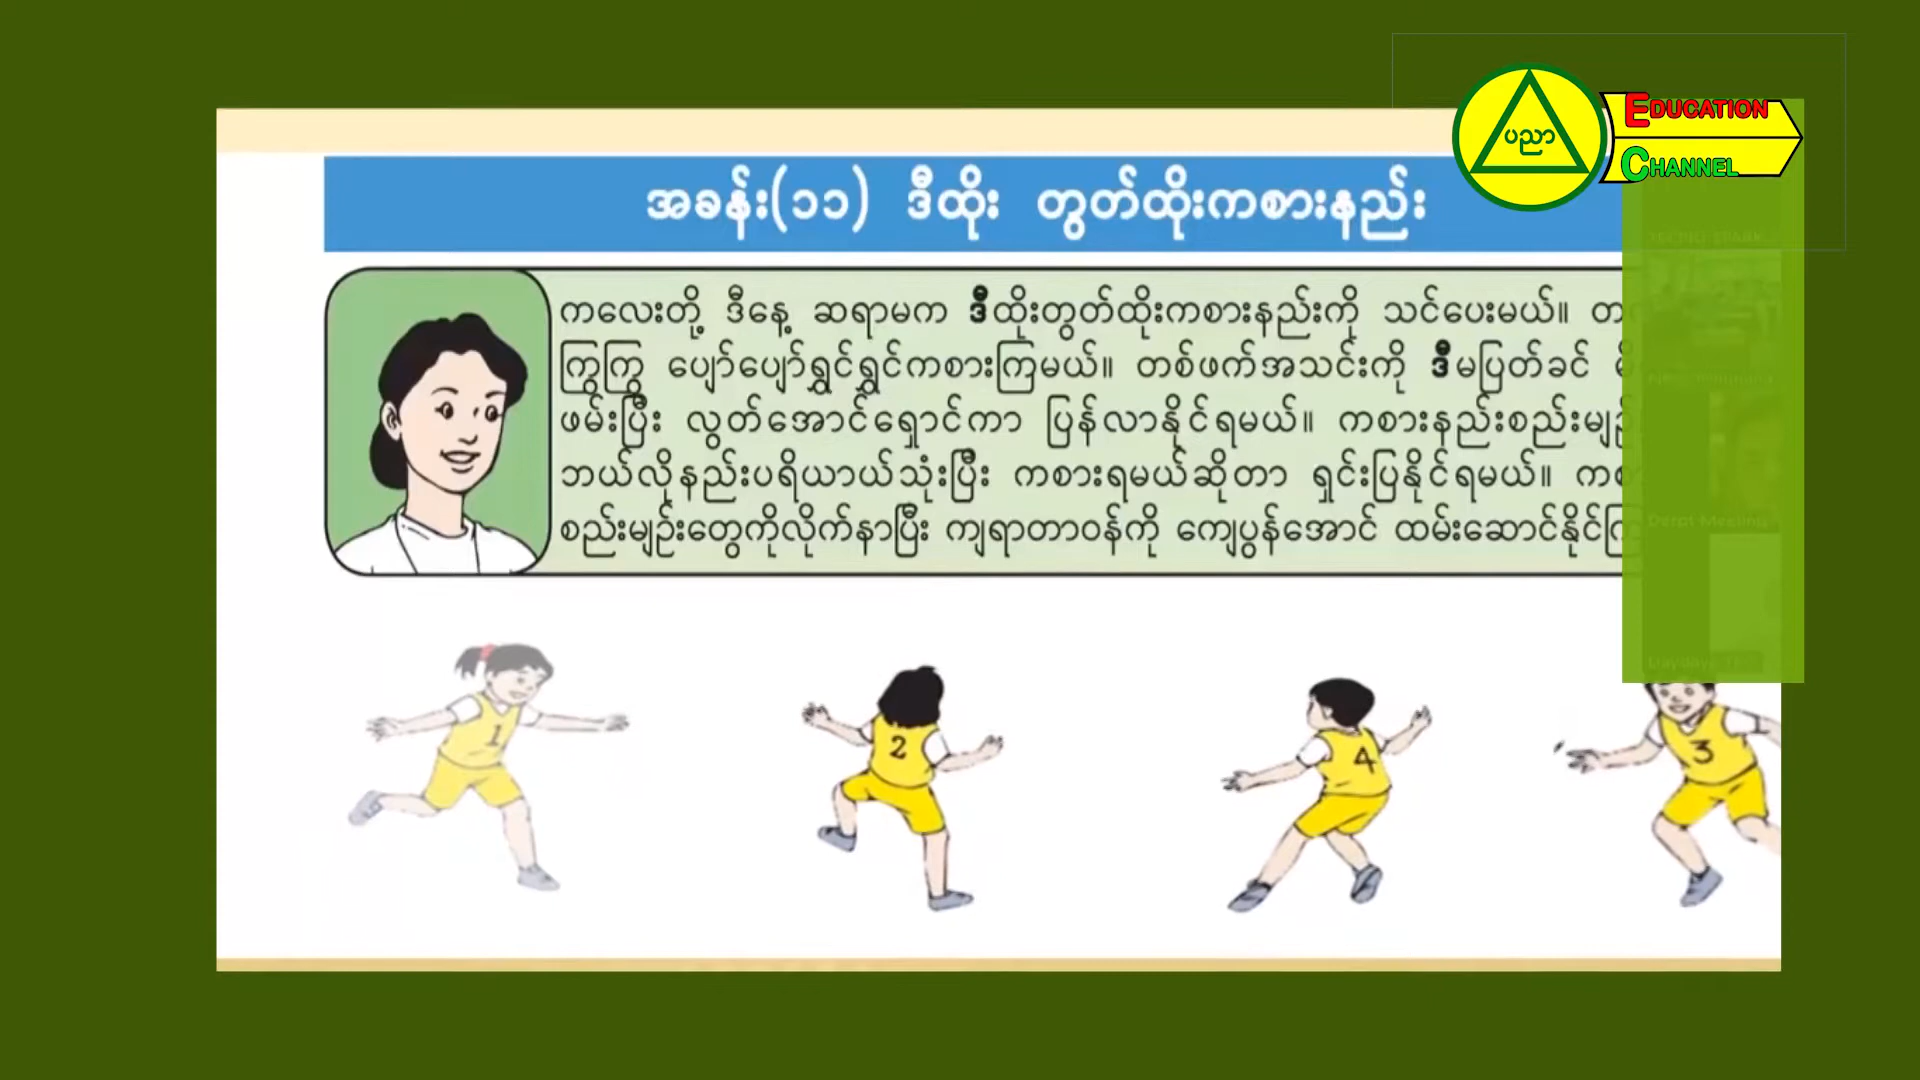 EDUCATION
CHANNEL
ပညာ
အခန်း(၁၁) ဒီထိုး တွတ်ထိုးကစားနည်း
ကလေးတို့ ဒီနေ့ ဆရာမက ဒီထိုးတွတ်ထိုးကစားနည်းကို သင်ပေးမယ်။
ကြွကြွ ပျော်ပျော်ရွှင်ရွှင်ကစားကြမယ်။ တစ်ဖက်အသင်းကို ဒီမပြတ်ခင်
ဖမ်းပြီး လွတ်အောင်ရှောင်ကာ ပြန်လာနိုင်ရမယ်။ ကစားနည်းစည်းမျဉ်း
ဘယ်လိုနည်းပရိယာယ်သုံးပြီး ကစားရမယ်ဆိုတာ ရှင်းပြနိုင်ရမယ်။
စည်းမျဉ်းတွေကိုလိုက်နာပြီး ကျရာတာဝန်ကို ကျေပွန်အောင် ထမ်းဆောင်နိုင်ကြ
1
2
4
3